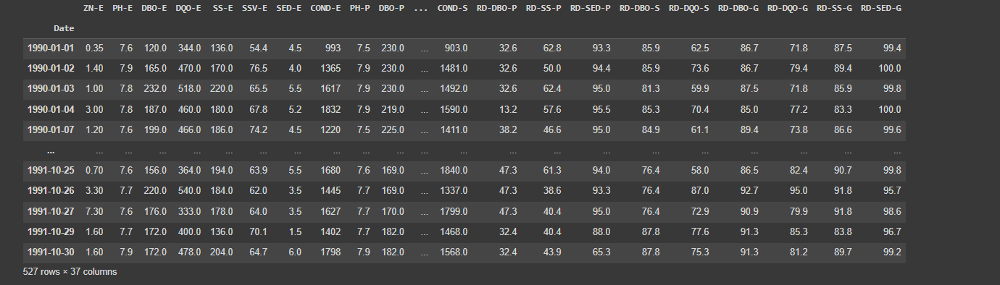 ZN-E PH-E DBO-E DQO-E SS-E SSV-E SED-E COND-E PH-P DBO-P ... COND-S RD-DBO-P RD-SS-P RD-SED-P RD-DBO-S RD-DQO-S RD-DBO-G RD-DQO-G RD-SS-G RD-SED-G
Date
1990-01-01 0.35 7.6 120.0 344.0 136.0 54.4 4.5 993 7.5 230.0 ... 903.0 32.6 62.8 93.3 85.9 62.5 86.7 71.8 87.5 99.4
1990-01-02 1.40 7.9 165.0 470.0 170.0 76.5 4.0 1365 7.9 230.0 ... 1481.0 32.6 50.0 94.4 85.9 73.6 86.7 79.4 89.4 100.0
1990-01-03 1.00 7.8 232.0 518.0 220.0 65.5 5.5 1617 7.9 230.0 ... 1492.0 32.6 62.4 95.0 81.3 59.9 87.5 71.8 85.9 99.8
1990-01-04 3.00 7.8 187.0 460.0 180.0 67.8 5.2 1832 7.9 219.0 ... 1590.0 13.2 57.6 95.5 85.3 70.4 85.0 77.2 83.3 100.0
1990-01-07 1.20 7.6 199.0 466.0 186.0 74.2 4.5 1220 7.5 225.0 ... 1411.0 38.2 46.6 95.0 84.9 61.1 89.4 73.8 86.6 99.6
... ... ... ... ... ... ... ... ... ... ... ... ... ... ... ... ... ... ... ... ... ...
1991-10-25 0.70 7.6 156.0 364.0 194.0 63.9 5.5 1680 7.6 169.0 ... 1840.0 47.3 61.3 94.0 76.4 58.0 86.5 82.4 90.7 99.8
1991-10-26 3.30 7.7 220.0 540.0 184.0 62.0 3.5 1445 7.7 169.0 ... 1337.0 47.3 38.6 93.3 76.4 87.0 92.7 95.0 91.8 95.7
1991-10-27 7.30 7.6 176.0 333.0 178.0 64.0 3.5 1627 7.7 170.0 ... 1799.0 47.3 40.4 95.0 76.4 72.9 90.9 79.9 91.8 98.6
1991-10-29 1.60 7.7 172.0 400.0 136.0 70.1 1.5 1402 7.7 182.0 ... 1468.0 32.4 40.4 88.0 87.8 77.6 91.3 85.3 83.8 96.7
1991-10-30 1.60 7.9 172.0 478.0 204.0 64.7 6.0 1798 7.9 182.0 ... 1568.0 32.4 43.9 65.3 87.8 75.3 91.3 81.2 89.7 99.2
527 rows × 37 columns